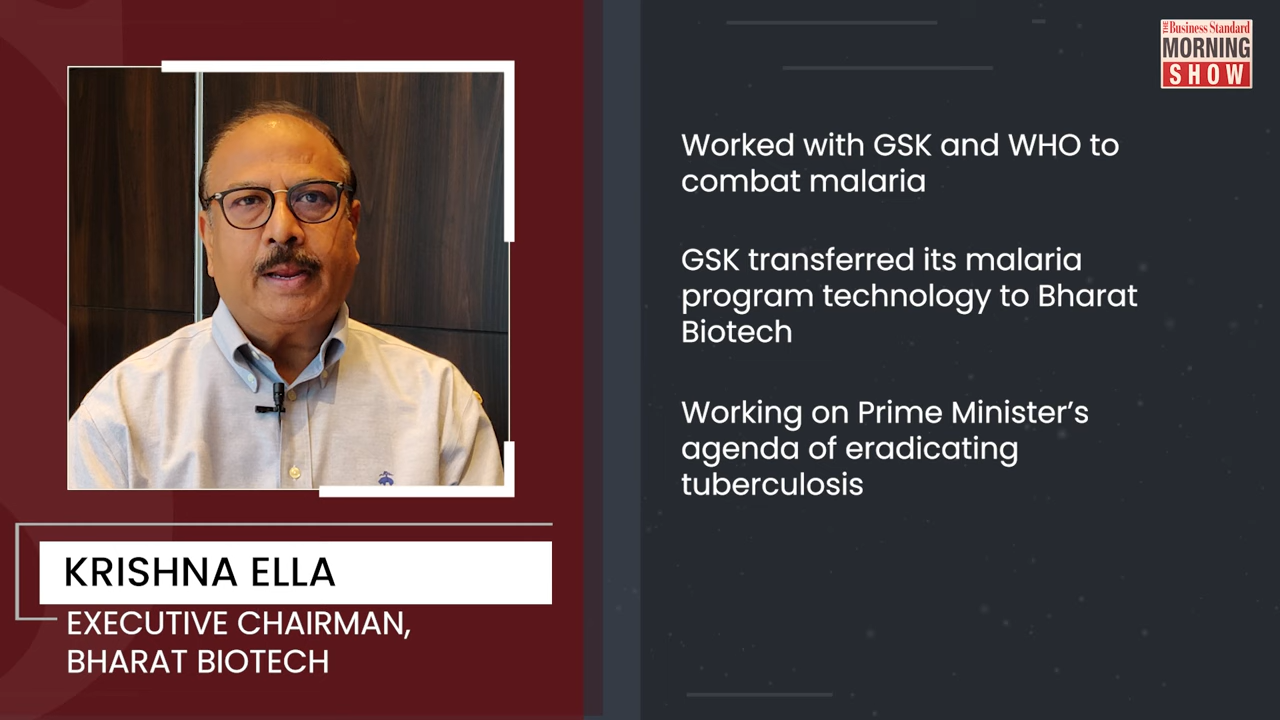 THE Business Standard
MORNING
SHOW
Worked with GSK and WHO to
combat malaria
GSK transferred its malaria
program technology to Bharat
Biotech
Working on Prime Minister’s
agenda of eradicating
tuberculosis
KRISHNA ELLA
EXECUTIVE CHAIRMAN,
BHARAT BIOTECH